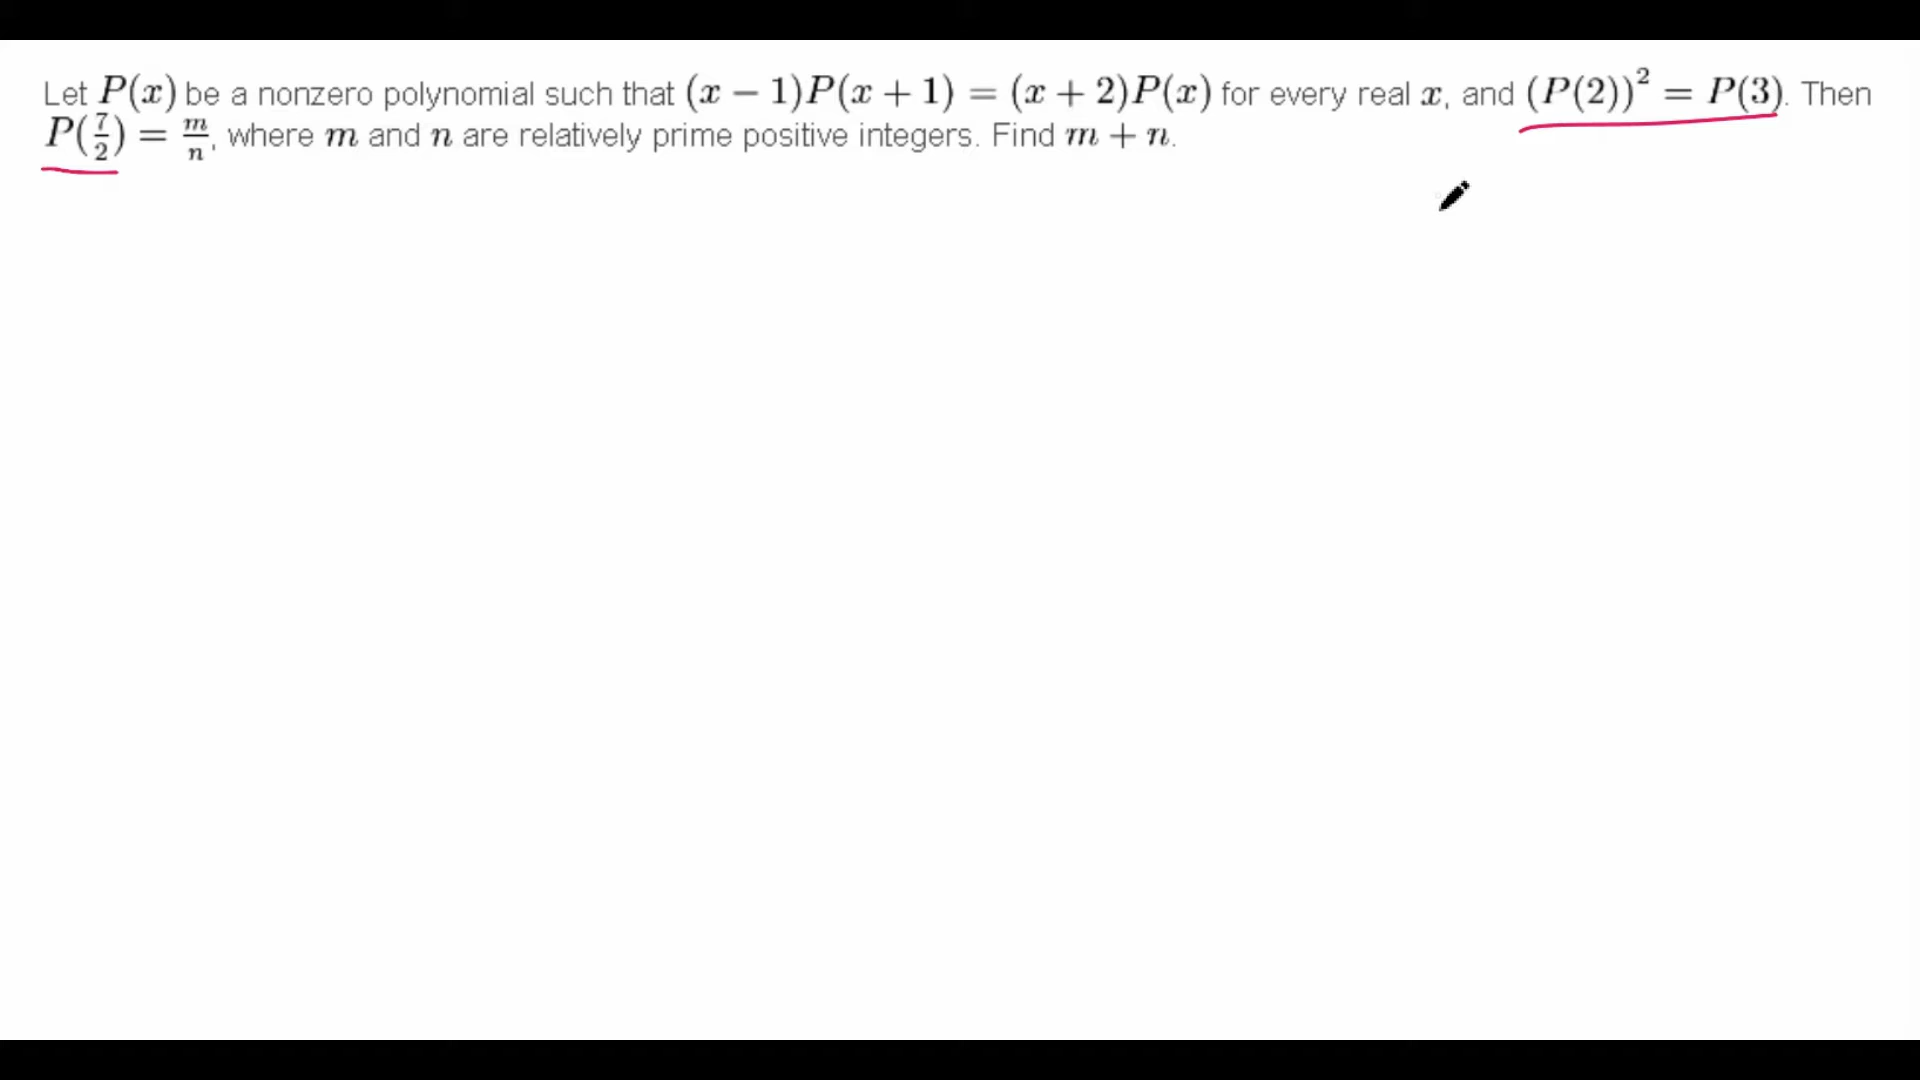 Let P(x) be a nonzero polynomial such that (x − 1)P(x + 1) = (x + 2)P(x) for every real x, and (P(2))² = P(3). Then
P(7/2) = m/n, where m and n are relatively prime positive integers. Find m + n.